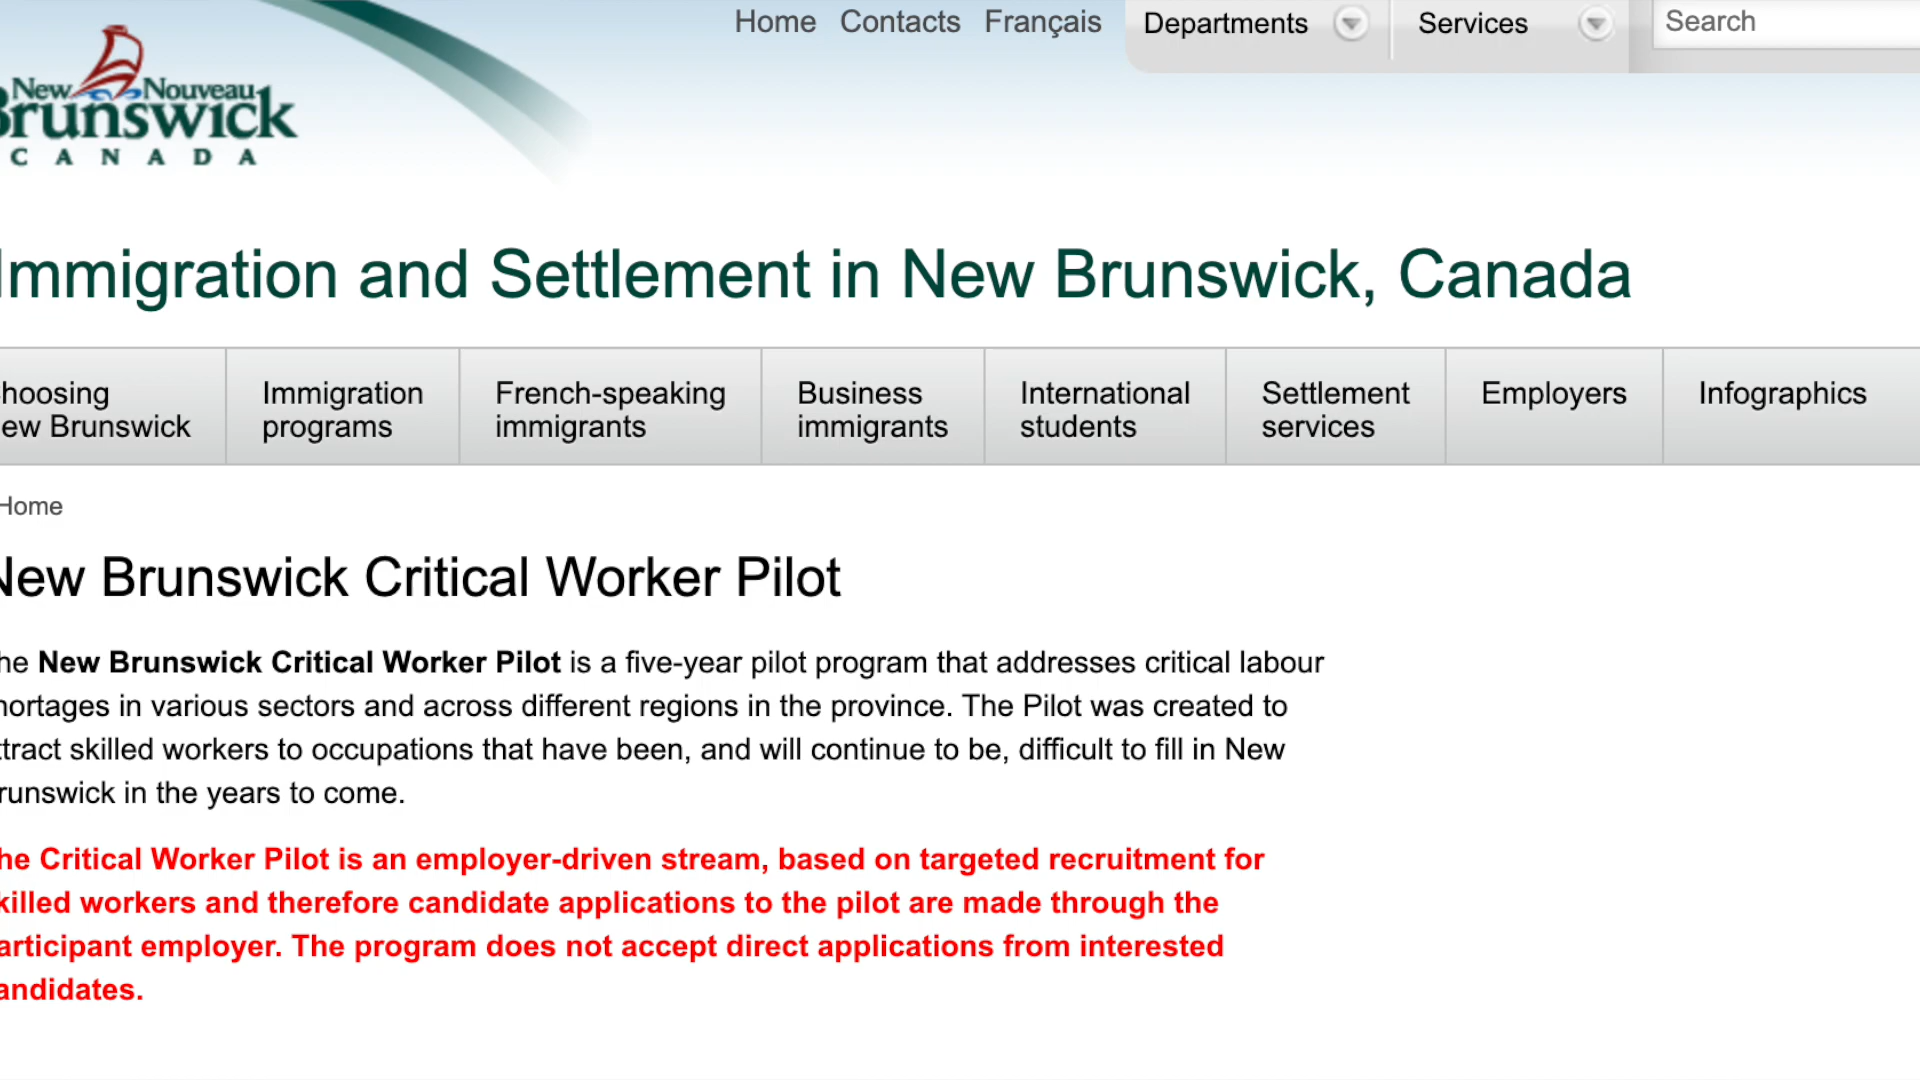 Home Contacts Français Departments Services Search
New Nouveau
Brunswick
CANADA
Immigration and Settlement in New Brunswick, Canada
hoosing Immigration French-speaking Business International Settlement Employers Infographics
ew Brunswick programs immigrants immigrants students services
Home
New Brunswick Critical Worker Pilot
he New Brunswick Critical Worker Pilot is a five-year pilot program that addresses critical labour
hortages in various sectors and across different regions in the province. The Pilot was created to
ttract skilled workers to occupations that have been, and will continue to be, difficult to fill in New
runswick in the years to come.
he Critical Worker Pilot is an employer-driven stream, based on targeted recruitment for
killed workers and therefore candidate applications to the pilot are made through the
articipant employer. The program does not accept direct applications from interested
andidates.